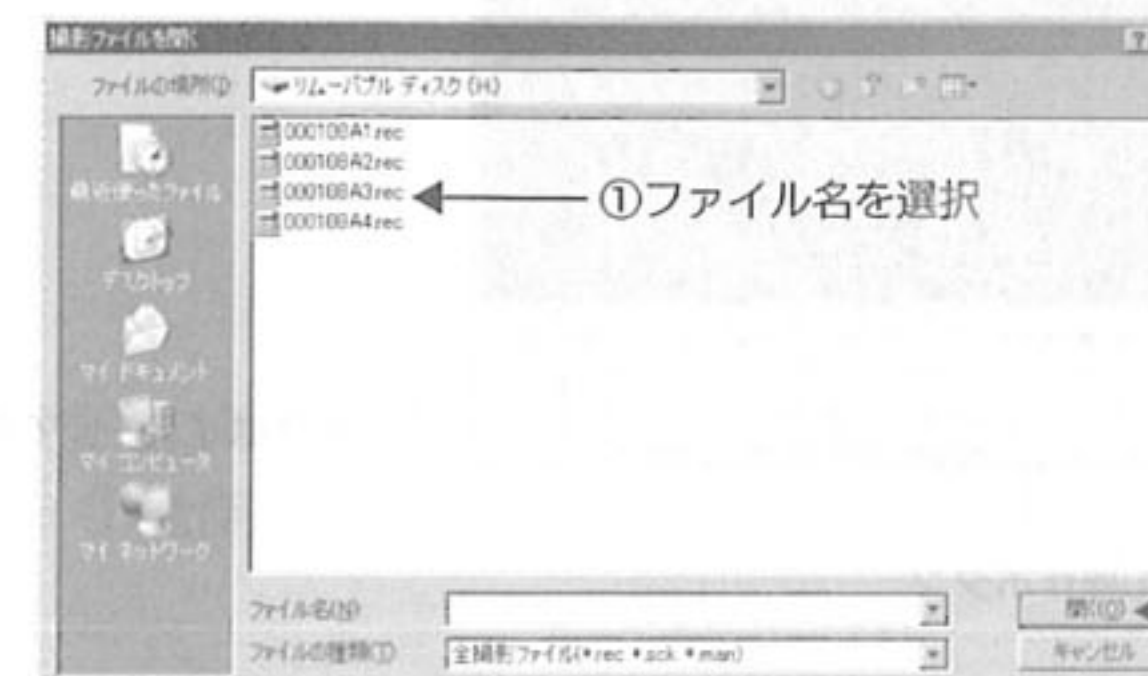 撮影ファイルを開く
ファイルの場所(I)
リムーバブル ディスク (H)
000108A1.rec
000108A2.rec
000108A3.rec
000108A4.rec
①ファイル名を選択
最近使ったファイル
デスクトップ
マイ ドキュメント
マイ コンピュータ
マイ ネットワーク
ファイル名(N)
開く(O)
ファイルの種類(T)
全撮影ファイル(*.rec *.sck *.man)
キャンセル